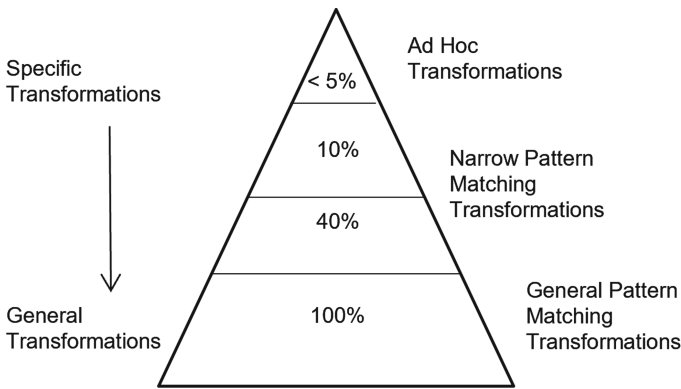 Ad Hoc
Transformations
Specific
Transformations
< 5%
10%
Narrow Pattern
Matching
Transformations
40%
General Pattern
Matching
Transformations
General
Transformations
100%